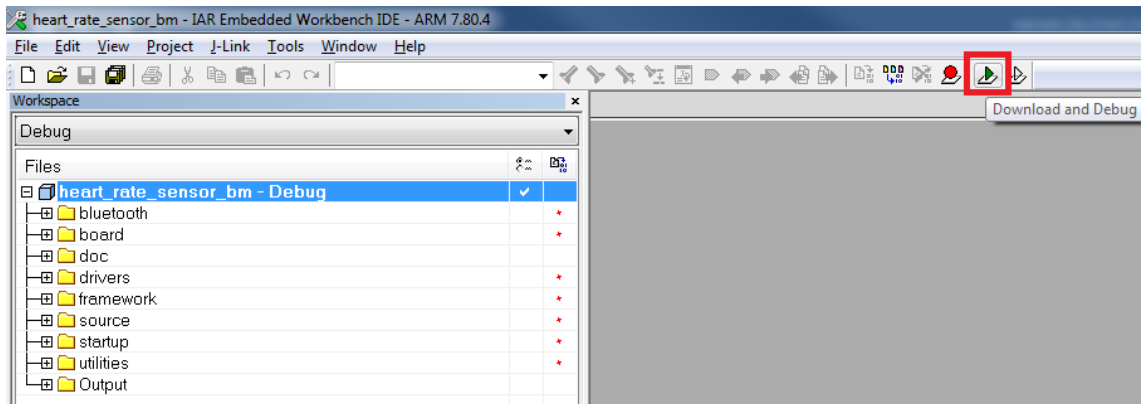 heart_rate_sensor_bm - IAR Embedded Workbench IDE - ARM 7.80.4
File Edit View Project J-Link Tools Window Help
Workspace
Download and Debug
Debug
Files
heart_rate_sensor_bm - Debug
bluetooth
board
doc
drivers
framework
source
startup
utilities
Output